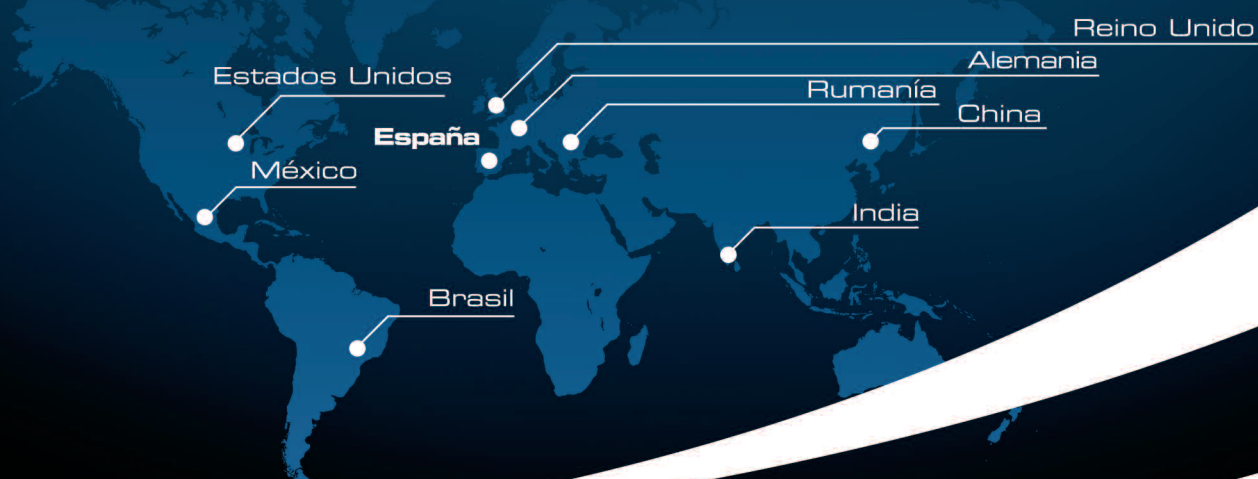 Reino Unido
Alemania
Estados Unidos
Rumanía
China
España
México
India
Brasil